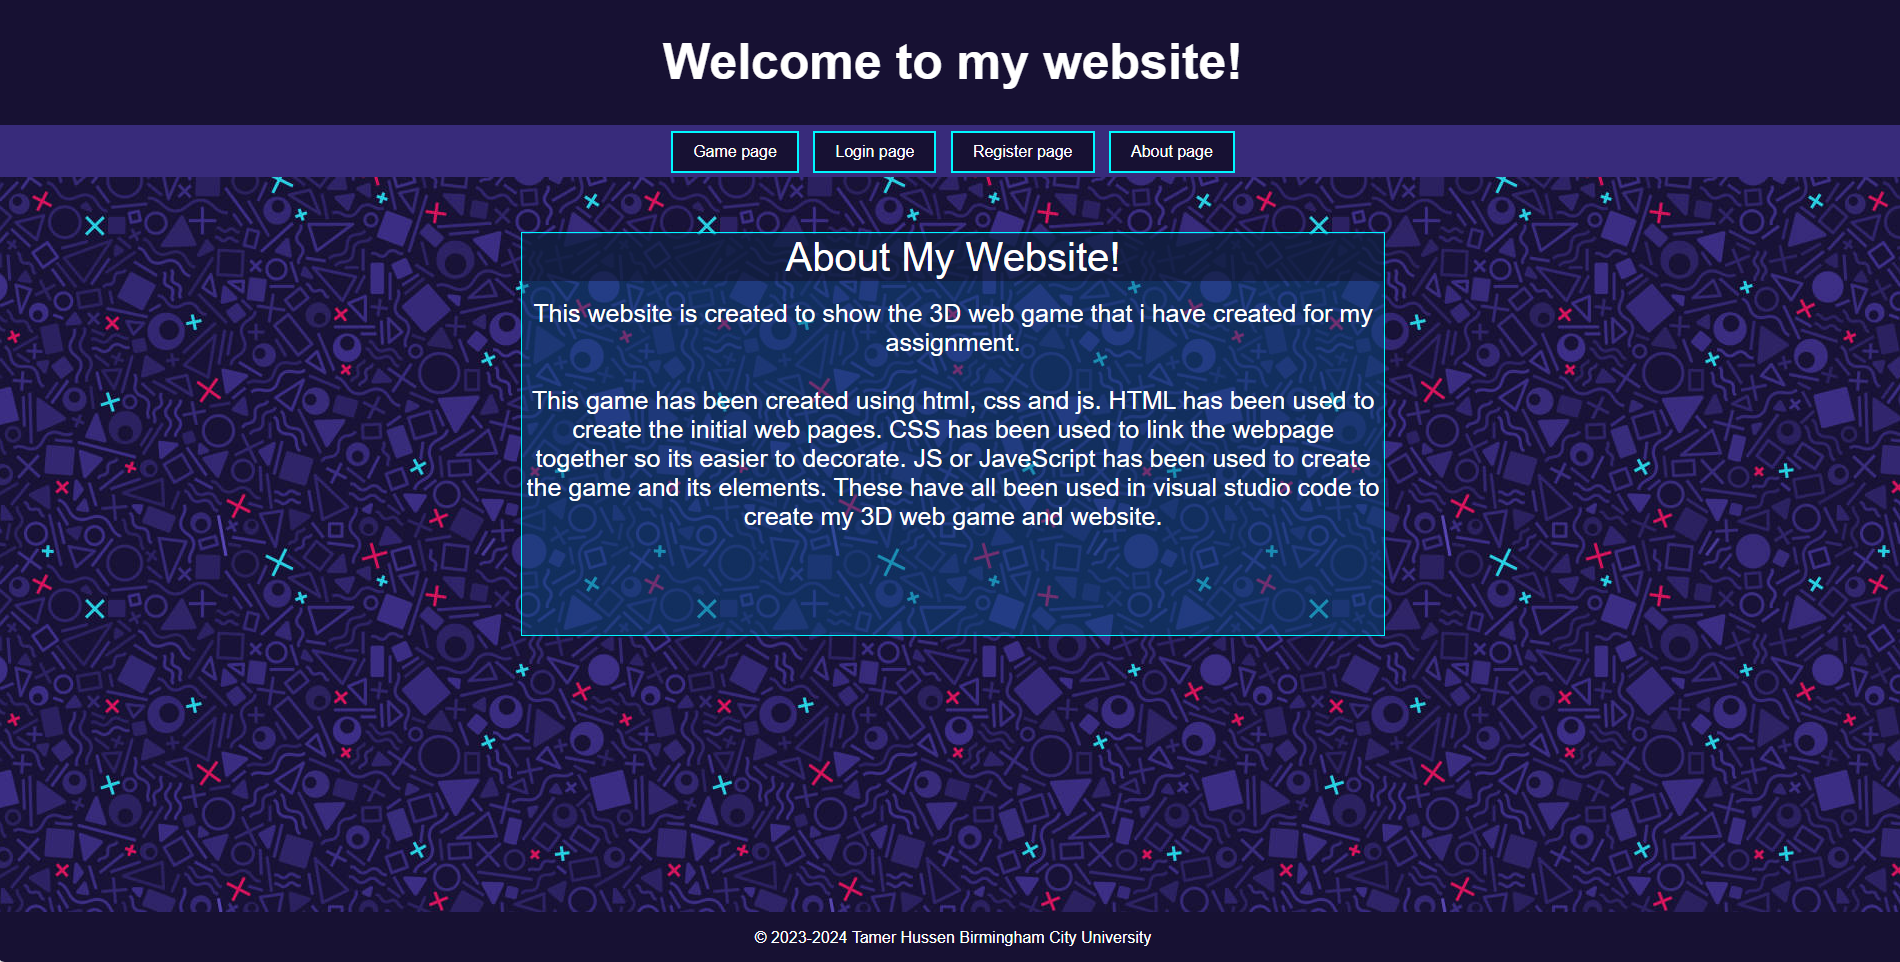 Welcome to my website!
Game page
Login page
Register page
About page
About My Website!
This website is created to show the 3D web game that i have created for my
assignment.
This game has been created using html, css and js. HTML has been used to
create the initial web pages. CSS has been used to link the webpage
together so its easier to decorate. JS or JaveScript has been used to create
the game and its elements. These have all been used in visual studio code to
create my 3D web game and website.
© 2023-2024 Tamer Hussen Birmingham City University